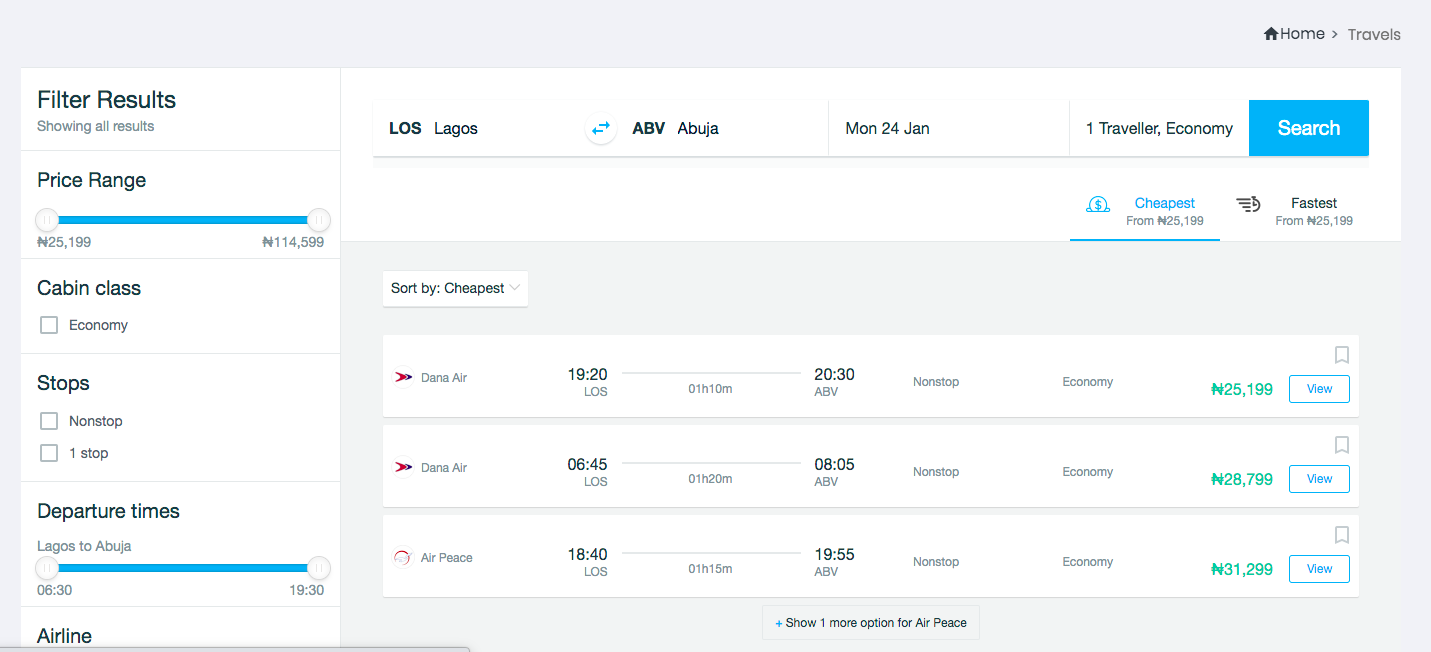 Home > Travels
Filter Results
Showing all results
Price Range
₦25,199 ₦114,599
Cabin class
Economy
Stops
Nonstop
1 stop
Departure times
Lagos to Abuja
06:30 19:30
Airline
LOS Lagos ABV Abuja Mon 24 Jan 1 Traveller, Economy Search
Cheapest
From ₦25,199
Fastest
From ₦25,199
Sort by: Cheapest
Dana Air 19:20 LOS 01h10m 20:30 ABV Nonstop Economy ₦25,199 View
Dana Air 06:45 LOS 01h20m 08:05 ABV Nonstop Economy ₦28,799 View
Air Peace 18:40 LOS 01h15m 19:55 ABV Nonstop Economy ₦31,299 View
+ Show 1 more option for Air Peace